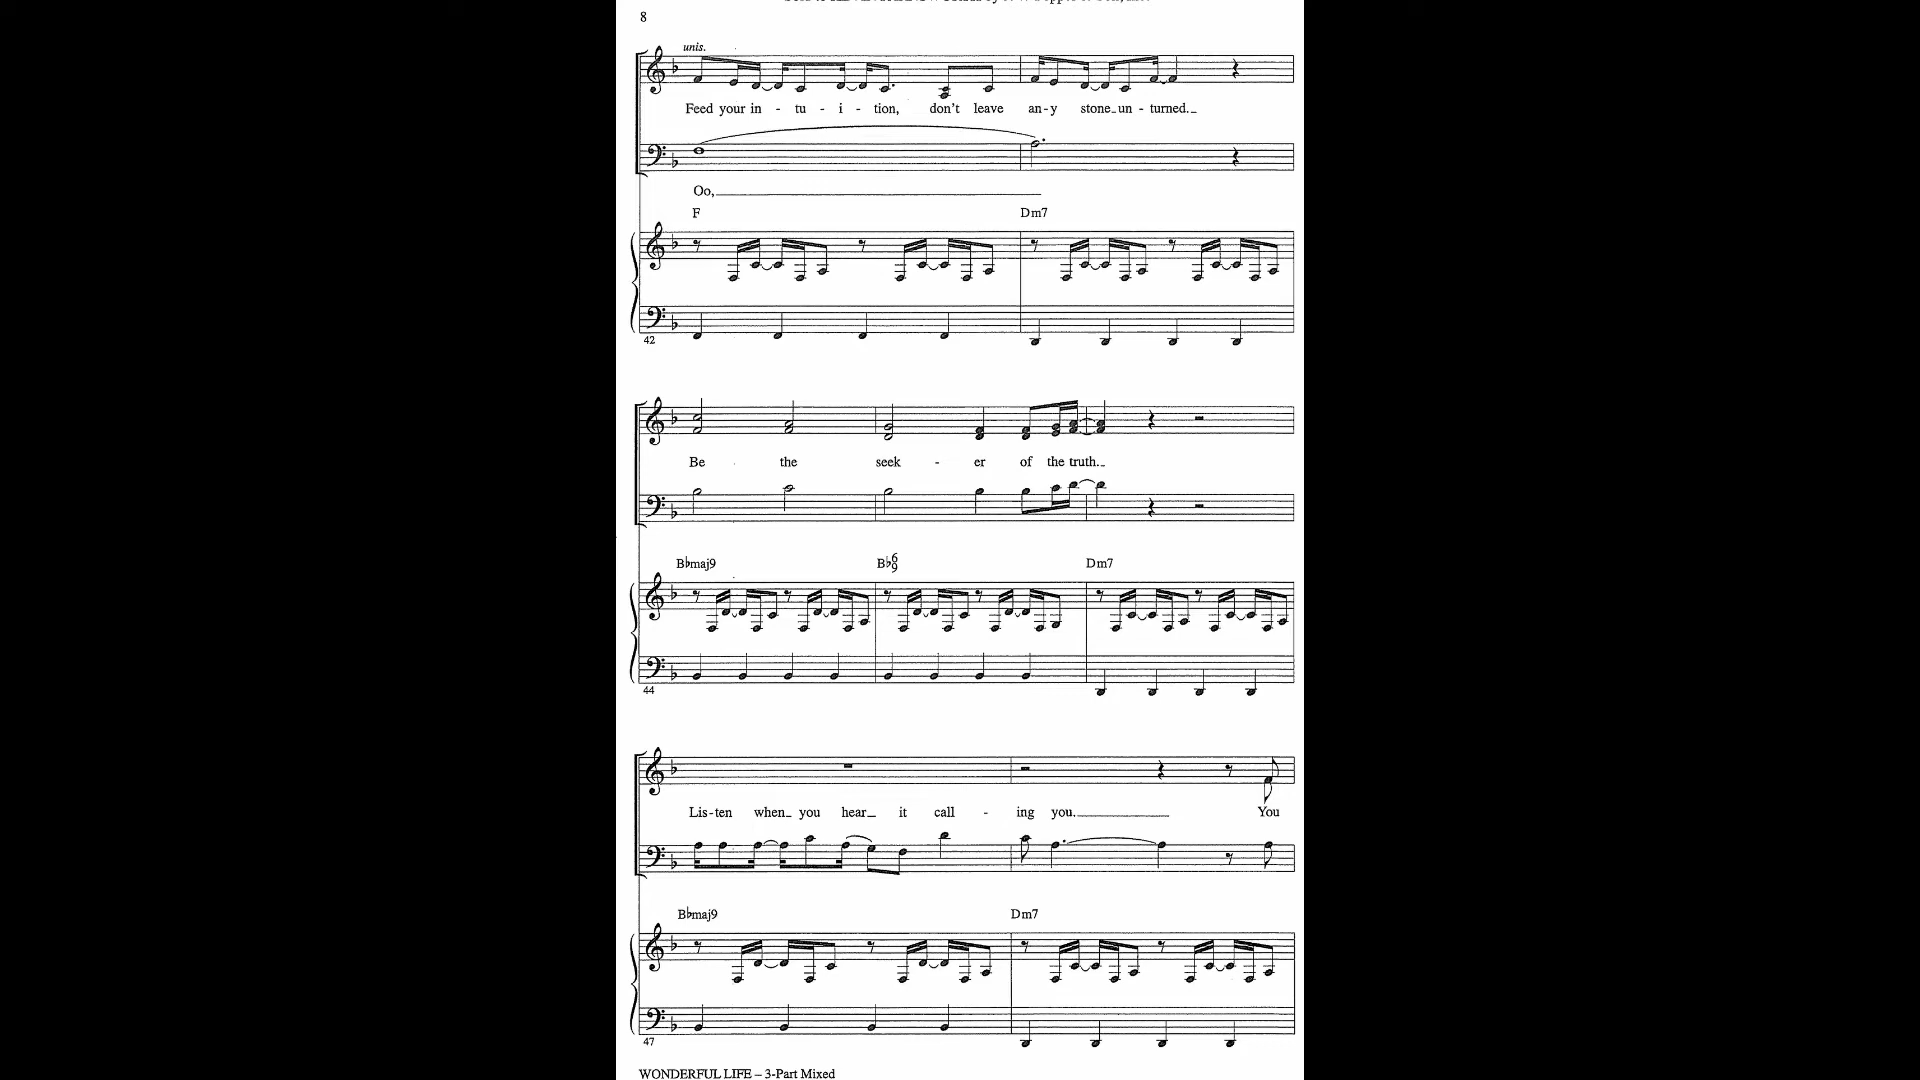 8
unis.
Feed your in - tu - i - tion, don't leave an-y stone un - turned.
Oo,
F Dm7
42
Be the seek - er of the truth.
B♭maj9 B♭6/9 Dm7
44
Lis-ten when you hear it call - ing you. You
B♭maj9 Dm7
47
WONDERFUL LIFE – 3-Part Mixed